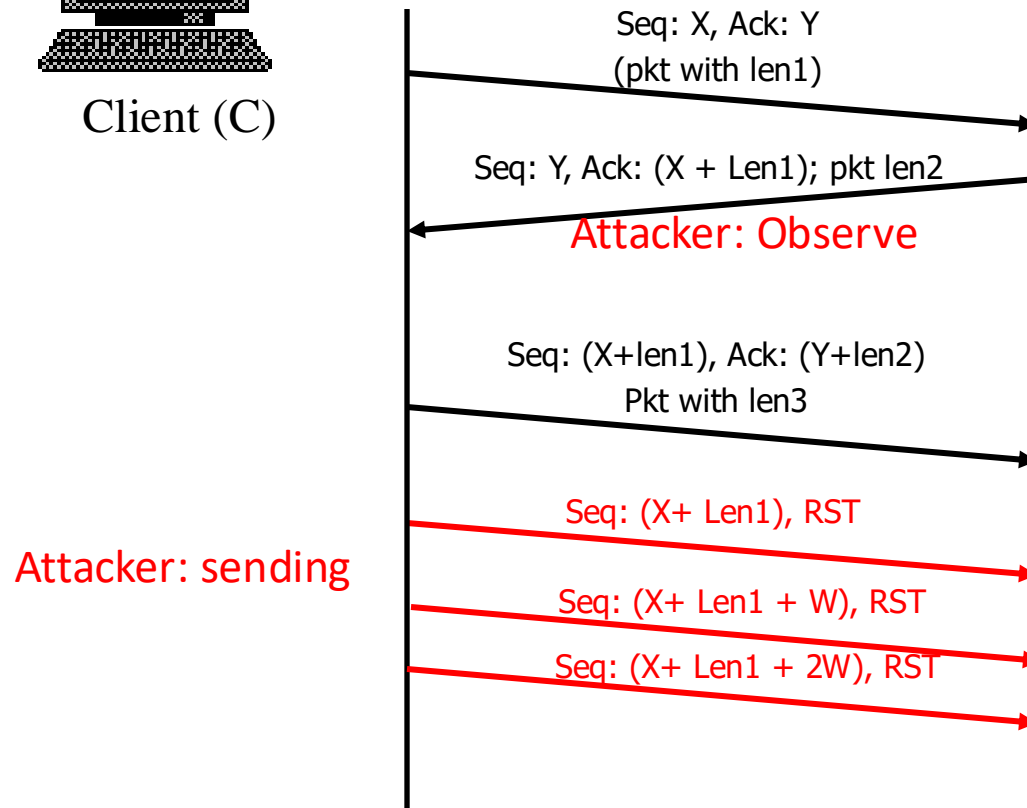 Seq: X, Ack: Y
(pkt with len1)
Client (C)
Seq: Y, Ack: (X + Len1); pkt len2
Attacker: Observe
Seq: (X+len1), Ack: (Y+len2)
Pkt with len3
Seq: (X+ Len1), RST
Attacker: sending
Seq: (X+ Len1 + W), RST
Seq: (X+ Len1 + 2W), RST